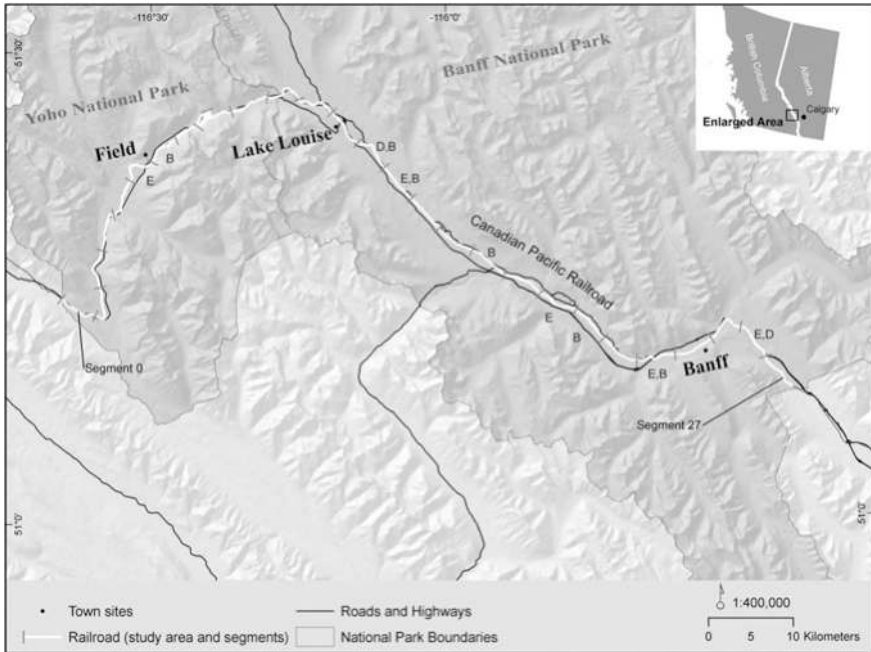 -116°30'
-116°0'
51°30'
Banff National Park
Yoho National Park
British Columbia
Alberta
Calgary
Enlarged Area
Field
B
E
Lake Louise
D,B
E,B
B
Canadian Pacific Railroad
E
B
E,B
Banff
E,D
Segment 0
Segment 27
51°0'
51°0'
Town sites
Railroad (study area and segments)
Roads and Highways
National Park Boundaries
1:400,000
0 5 10 Kilometers